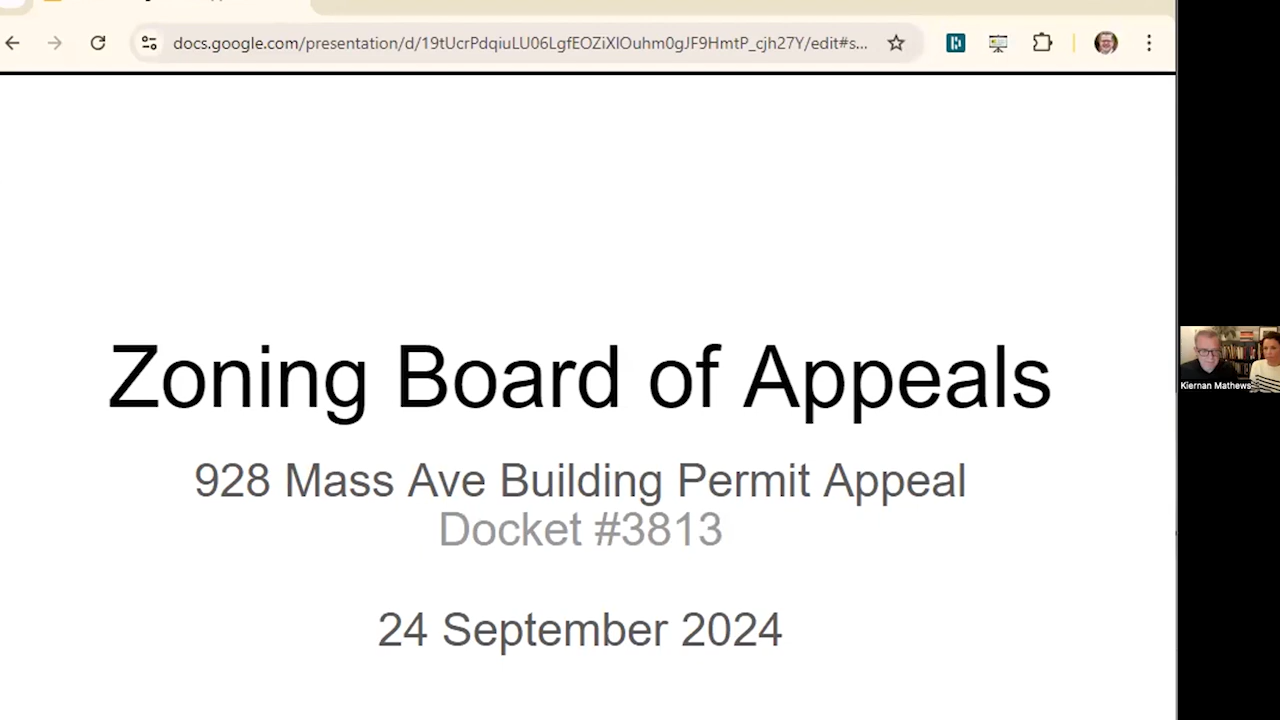 docs.google.com/presentation/d/19tUcrPdqiuLU06LgfEOZiXIOuhm0gJF9HmtP_cjh27Y/edit#s...
Zoning Board of Appeals
928 Mass Ave Building Permit Appeal
Docket #3813
24 September 2024
Kiernan Mathews